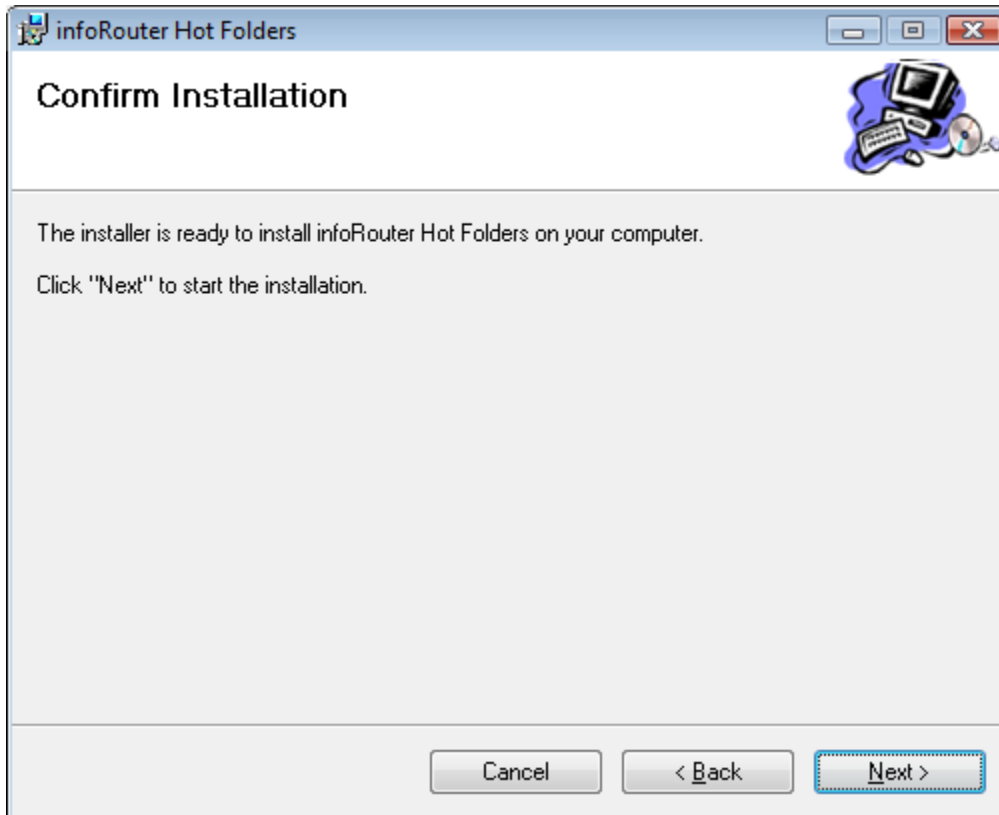 infoRouter Hot Folders
Confirm Installation
The installer is ready to install infoRouter Hot Folders on your computer.
Click "Next" to start the installation.
Cancel
< Back
Next >